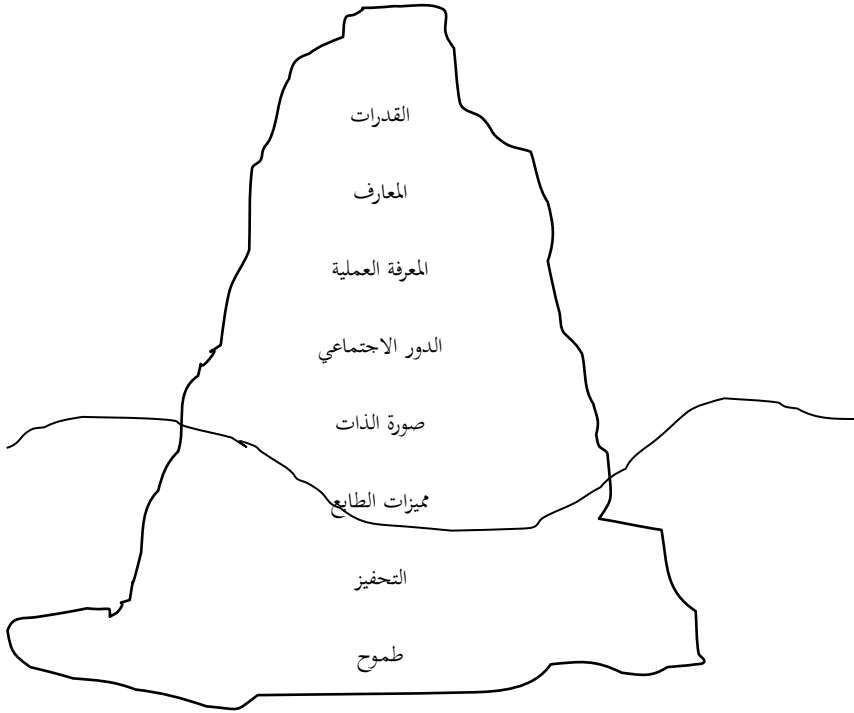 القدرات
المعارف
المعرفة العملية
الدور الاجتماعي
صورة الذات
مميزات الطابع
التحفيز
طموح